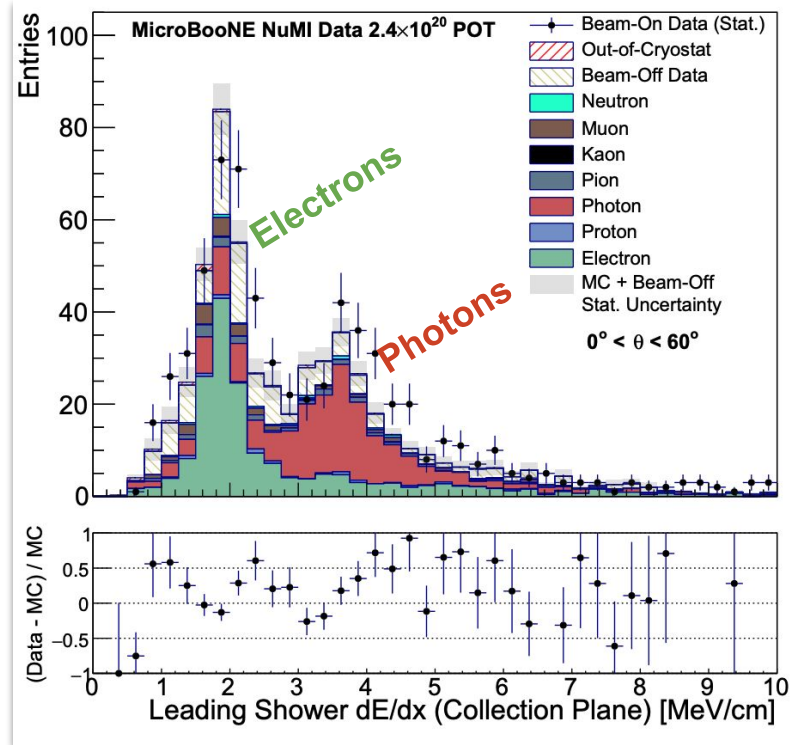 MicroBooNE NuMI Data 2.4×10²⁰ POT
Entries
100
80
60
40
20
0
Beam-On Data (Stat.)
Out-of-Cryostat
Beam-Off Data
Neutron
Muon
Kaon
Pion
Photon
Proton
Electron
MC + Beam-Off
Stat. Uncertainty
0° < θ < 60°
Electrons
Photons
(Data - MC) / MC
1
0.5
0
−0.5
−1
0 1 2 3 4 5 6 7 8 9 10
Leading Shower dE/dx (Collection Plane) [MeV/cm]